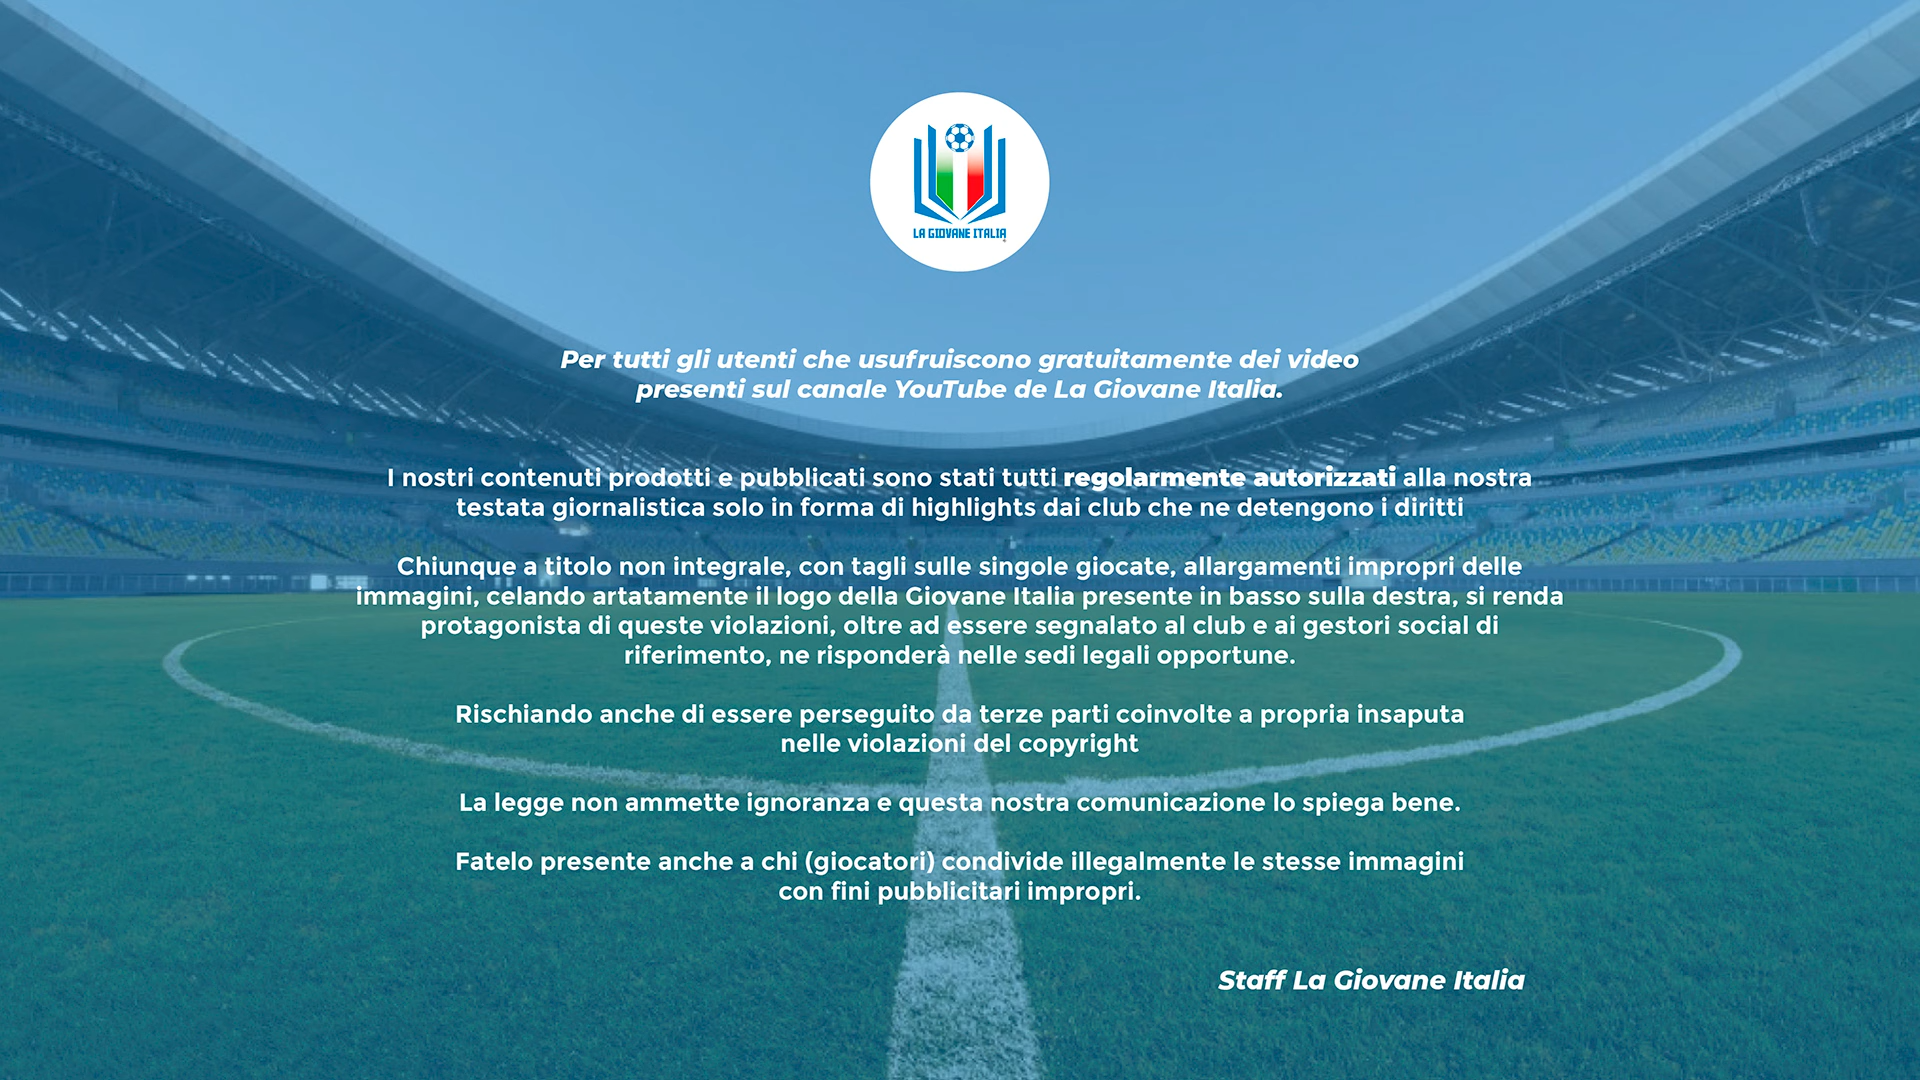 LA GIOVANE ITALIA
Per tutti gli utenti che usufruiscono gratuitamente dei video
presenti sul canale YouTube de La Giovane Italia.
I nostri contenuti prodotti e pubblicati sono stati tutti regolarmente autorizzati alla nostra
testata giornalistica solo in forma di highlights dai club che ne detengono i diritti
Chiunque a titolo non integrale, con tagli sulle singole giocate, allargamenti impropri delle
immagini, celando artatamente il logo della Giovane Italia presente in basso sulla destra, si renda
protagonista di queste violazioni, oltre ad essere segnalato al club e ai gestori social di
riferimento, ne risponderà nelle sedi legali opportune.
Rischiando anche di essere perseguito da terze parti coinvolte a propria insaputa
nelle violazioni del copyright
La legge non ammette ignoranza e questa nostra comunicazione lo spiega bene.
Fatelo presente anche a chi (giocatori) condivide illegalmente le stesse immagini
con fini pubblicitari impropri.
Staff La Giovane Italia